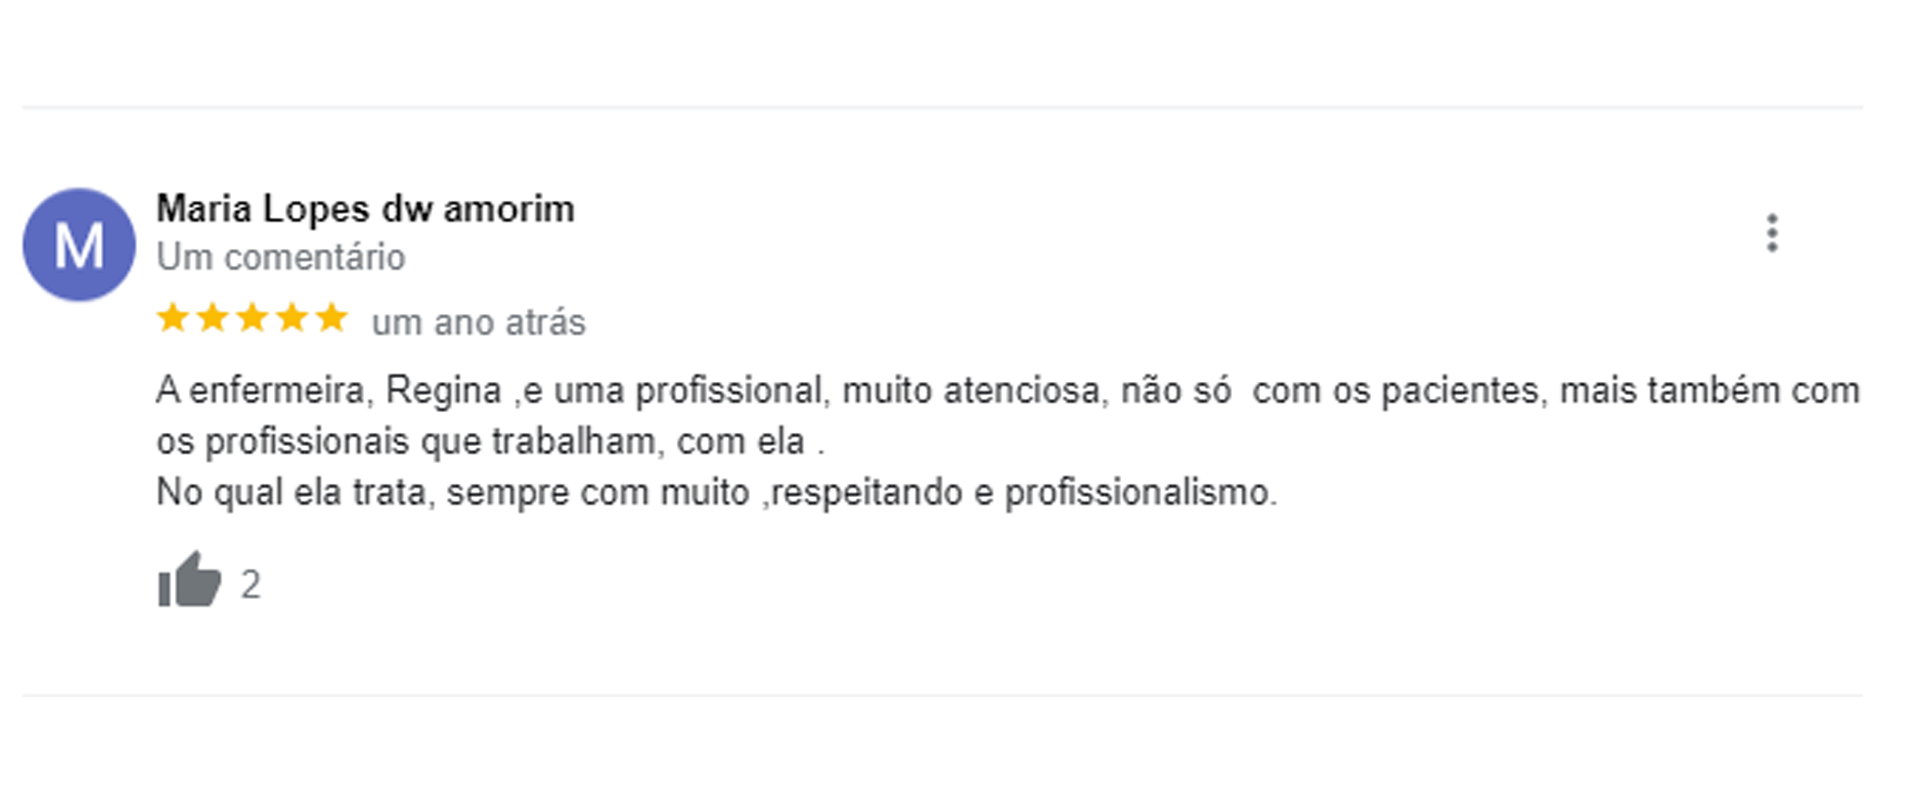 M
Maria Lopes dw amorim
Um comentário
um ano atrás
A enfermeira, Regina ,e uma profissional, muito atenciosa, não só  com os pacientes, mais também com
os profissionais que trabalham, com ela .
No qual ela trata, sempre com muito ,respeitando e profissionalismo.
2